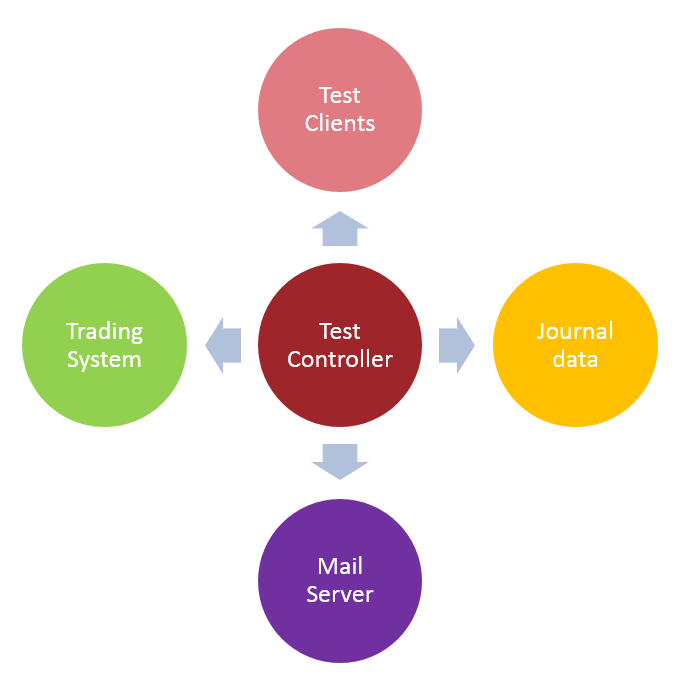 Test
Clients
Trading
System
Test
Controller
Journal
data
Mail
Server